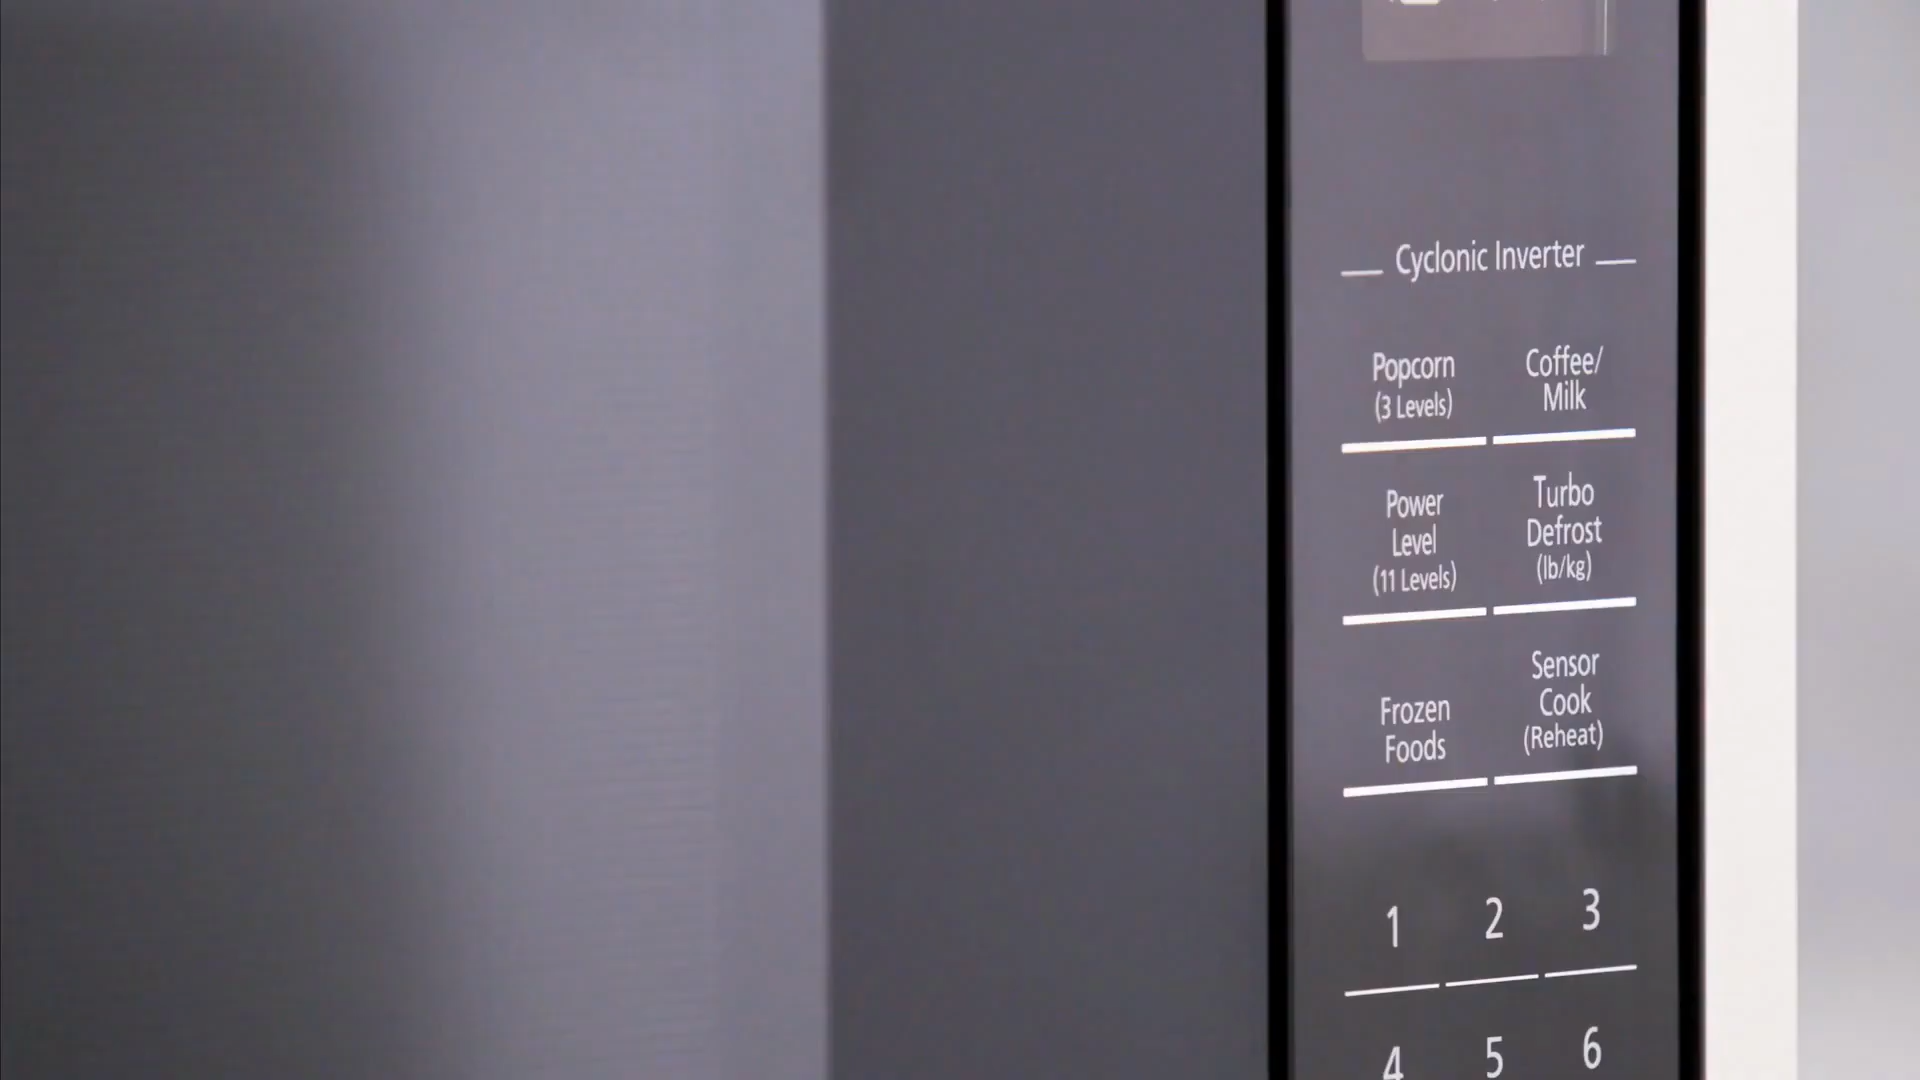 Cyclonic Inverter
Popcorn
(3 Levels)
Coffee/
Milk
Power
Level
(11 Levels)
Turbo
Defrost
(lb/kg)
Frozen
Foods
Sensor
Cook
(Reheat)
1 2 3
4 5 6